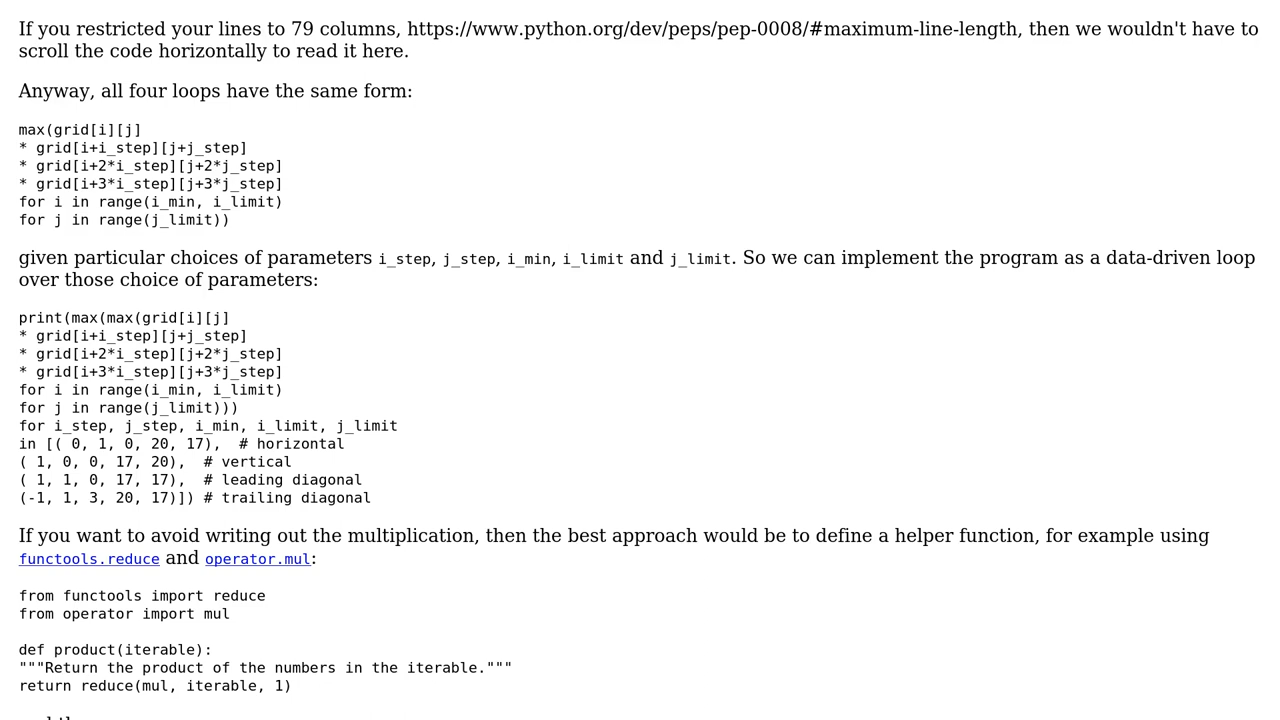 If you restricted your lines to 79 columns, https://www.python.org/dev/peps/pep-0008/#maximum-line-length, then we wouldn't have to
scroll the code horizontally to read it here.
Anyway, all four loops have the same form:
max(grid[i][j]
* grid[i+i_step][j+j_step]
* grid[i+2*i_step][j+2*j_step]
* grid[i+3*i_step][j+3*j_step]
for i in range(i_min, i_limit)
for j in range(j_limit))
given particular choices of parameters i_step, j_step, i_min, i_limit and j_limit. So we can implement the program as a data-driven loop
over those choice of parameters:
print(max(max(grid[i][j]
* grid[i+i_step][j+j_step]
* grid[i+2*i_step][j+2*j_step]
* grid[i+3*i_step][j+3*j_step]
for i in range(i_min, i_limit)
for j in range(j_limit)))
for i_step, j_step, i_min, i_limit, j_limit
in [( 0, 1, 0, 20, 17),  # horizontal
( 1, 0, 0, 17, 20),  # vertical
( 1, 1, 0, 17, 17),  # leading diagonal
(-1, 1, 3, 20, 17)]) # trailing diagonal
If you want to avoid writing out the multiplication, then the best approach would be to define a helper function, for example using
functools.reduce and operator.mul:
from functools import reduce
from operator import mul
def product(iterable):
"""Return the product of the numbers in the iterable."""
return reduce(mul, iterable, 1)